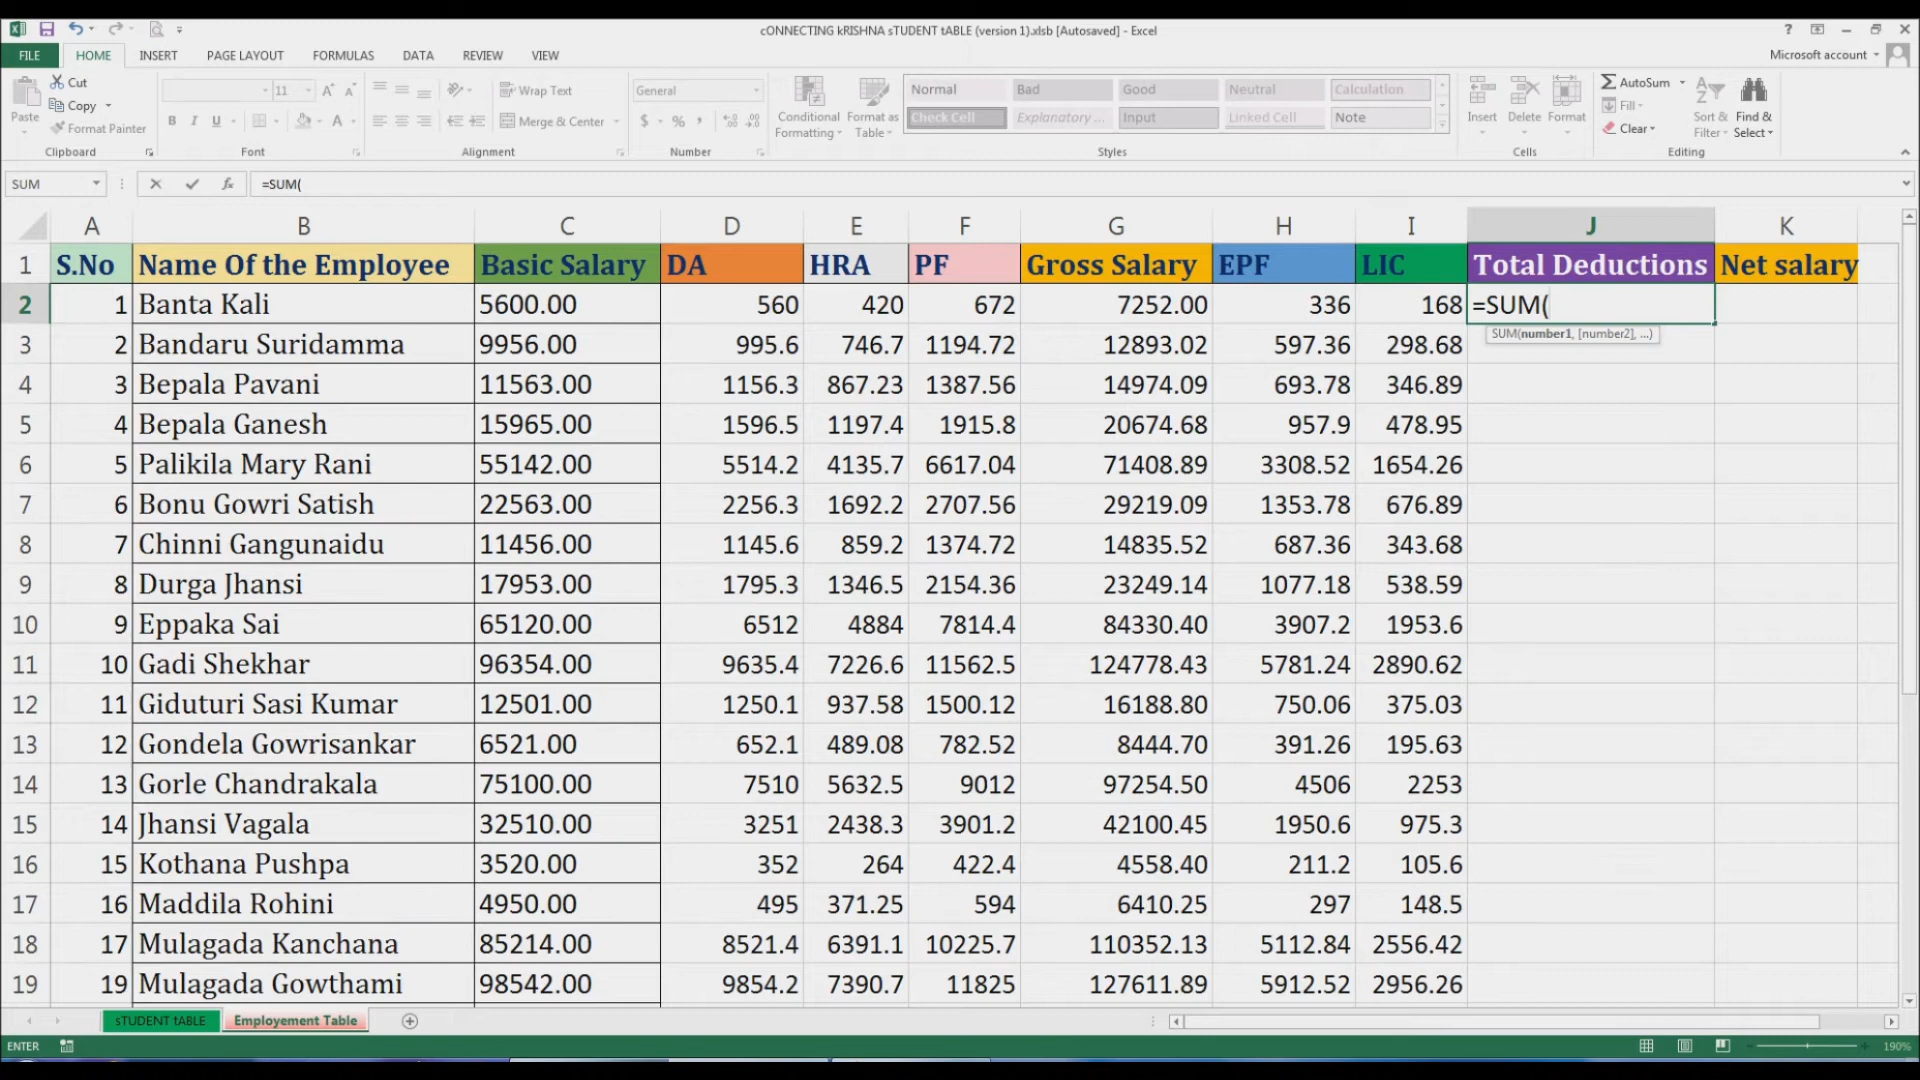 cONNECTING kRISHNA sTUDENT tABLE (version 1).xlsb [Autosaved] - Excel
FILE HOME INSERT PAGE LAYOUT FORMULAS DATA REVIEW VIEW Microsoft account
Cut
Copy
Format Painter
Paste
Clipboard
11
Font
Wrap Text
Merge & Center
Alignment
General
Number
Conditional Formatting
Format as Table
Normal Bad Good Neutral Calculation
Check Cell Explanatory ... Input Linked Cell Note
Styles
Insert Delete Format
Cells
AutoSum
Fill
Clear
Sort & Filter
Find & Select
Editing
SUM =SUM(
A B C D E F G H I J K
1 S.No Name Of the Employee Basic Salary DA HRA PF Gross Salary EPF LIC Total Deductions Net salary
2 1 Banta Kali 5600.00 560 420 672 7252.00 336 168 =SUM(
SUM(number1, [number2], ...)
3 2 Bandaru Suridamma 9956.00 995.6 746.7 1194.72 12893.02 597.36 298.68
4 3 Bepala Pavani 11563.00 1156.3 867.23 1387.56 14974.09 693.78 346.89
5 4 Bepala Ganesh 15965.00 1596.5 1197.4 1915.8 20674.68 957.9 478.95
6 5 Palikila Mary Rani 55142.00 5514.2 4135.7 6617.04 71408.89 3308.52 1654.26
7 6 Bonu Gowri Satish 22563.00 2256.3 1692.2 2707.56 29219.09 1353.78 676.89
8 7 Chinni Gangunaidu 11456.00 1145.6 859.2 1374.72 14835.52 687.36 343.68
9 8 Durga Jhansi 17953.00 1795.3 1346.5 2154.36 23249.14 1077.18 538.59
10 9 Eppaka Sai 65120.00 6512 4884 7814.4 84330.40 3907.2 1953.6
11 10 Gadi Shekhar 96354.00 9635.4 7226.6 11562.5 124778.43 5781.24 2890.62
12 11 Giduturi Sasi Kumar 12501.00 1250.1 937.58 1500.12 16188.80 750.06 375.03
13 12 Gondela Gowrisankar 6521.00 652.1 489.08 782.52 8444.70 391.26 195.63
14 13 Gorle Chandrakala 75100.00 7510 5632.5 9012 97254.50 4506 2253
15 14 Jhansi Vagala 32510.00 3251 2438.3 3901.2 42100.45 1950.6 975.3
16 15 Kothana Pushpa 3520.00 352 264 422.4 4558.40 211.2 105.6
17 16 Maddila Rohini 4950.00 495 371.25 594 6410.25 297 148.5
18 17 Mulagada Kanchana 85214.00 8521.4 6391.1 10225.7 110352.13 5112.84 2556.42
19 19 Mulagada Gowthami 98542.00 9854.2 7390.7 11825 127611.89 5912.52 2956.26
sTUDENT tABLE Employement Table
ENTER 190%